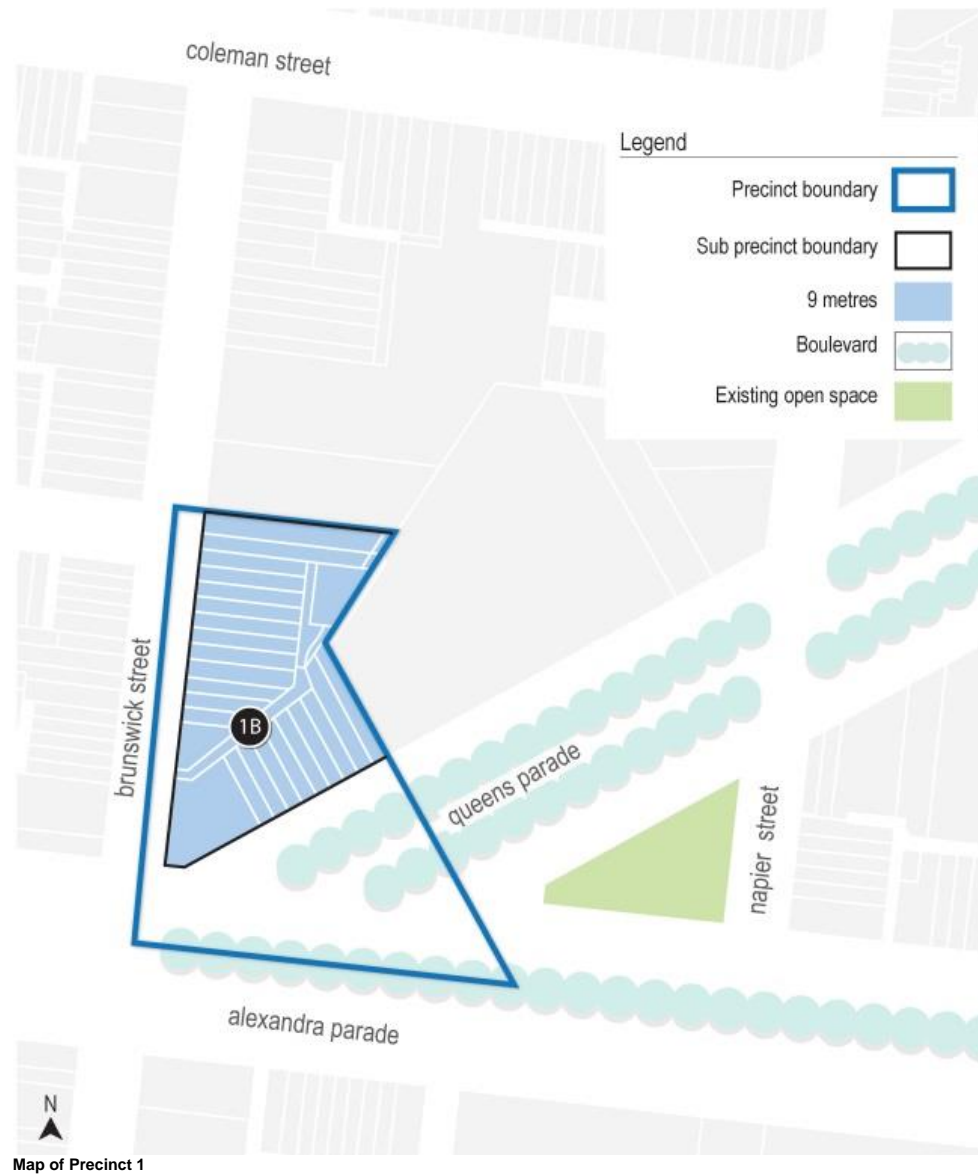 coleman street
Legend
Precinct boundary
Sub precinct boundary
9 metres
Boulevard
Existing open space
brunswick street
1B
queens parade
napier street
alexandra parade
N
Map of Precinct 1